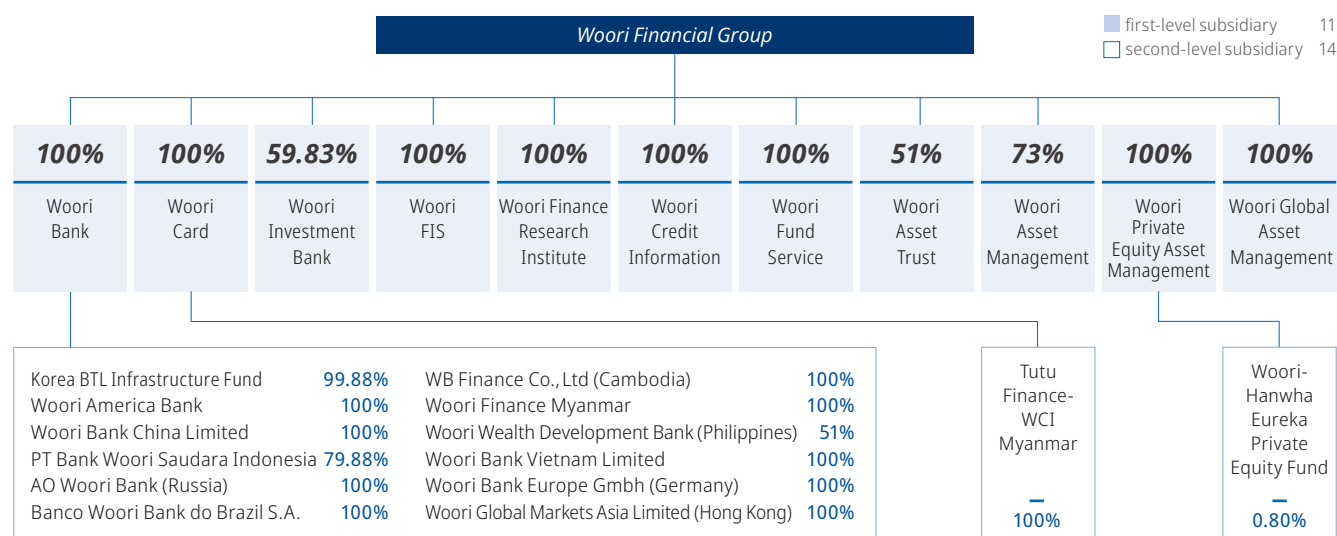 Woori Financial Group
first-level subsidiary 11
second-level subsidiary 14
100%
Woori
Bank
100%
Woori
Card
59.83%
Woori
Investment
Bank
100%
Woori
FIS
100%
Woori Finance
Research
Institute
100%
Woori
Credit
Information
100%
Woori
Fund
Service
51%
Woori
Asset
Trust
73%
Woori
Asset
Management
100%
Woori
Private
Equity Asset
Management
100%
Woori Global
Asset
Management
Korea BTL Infrastructure Fund 99.88%
Woori America Bank 100%
Woori Bank China Limited 100%
PT Bank Woori Saudara Indonesia 79.88%
AO Woori Bank (Russia) 100%
Banco Woori Bank do Brazil S.A. 100%
WB Finance Co., Ltd (Cambodia) 100%
Woori Finance Myanmar 100%
Woori Wealth Development Bank (Philippines) 51%
Woori Bank Vietnam Limited 100%
Woori Bank Europe Gmbh (Germany) 100%
Woori Global Markets Asia Limited (Hong Kong) 100%
Tutu
Finance-
WCI
Myanmar
100%
Woori-
Hanwha
Eureka
Private
Equity Fund
0.80%